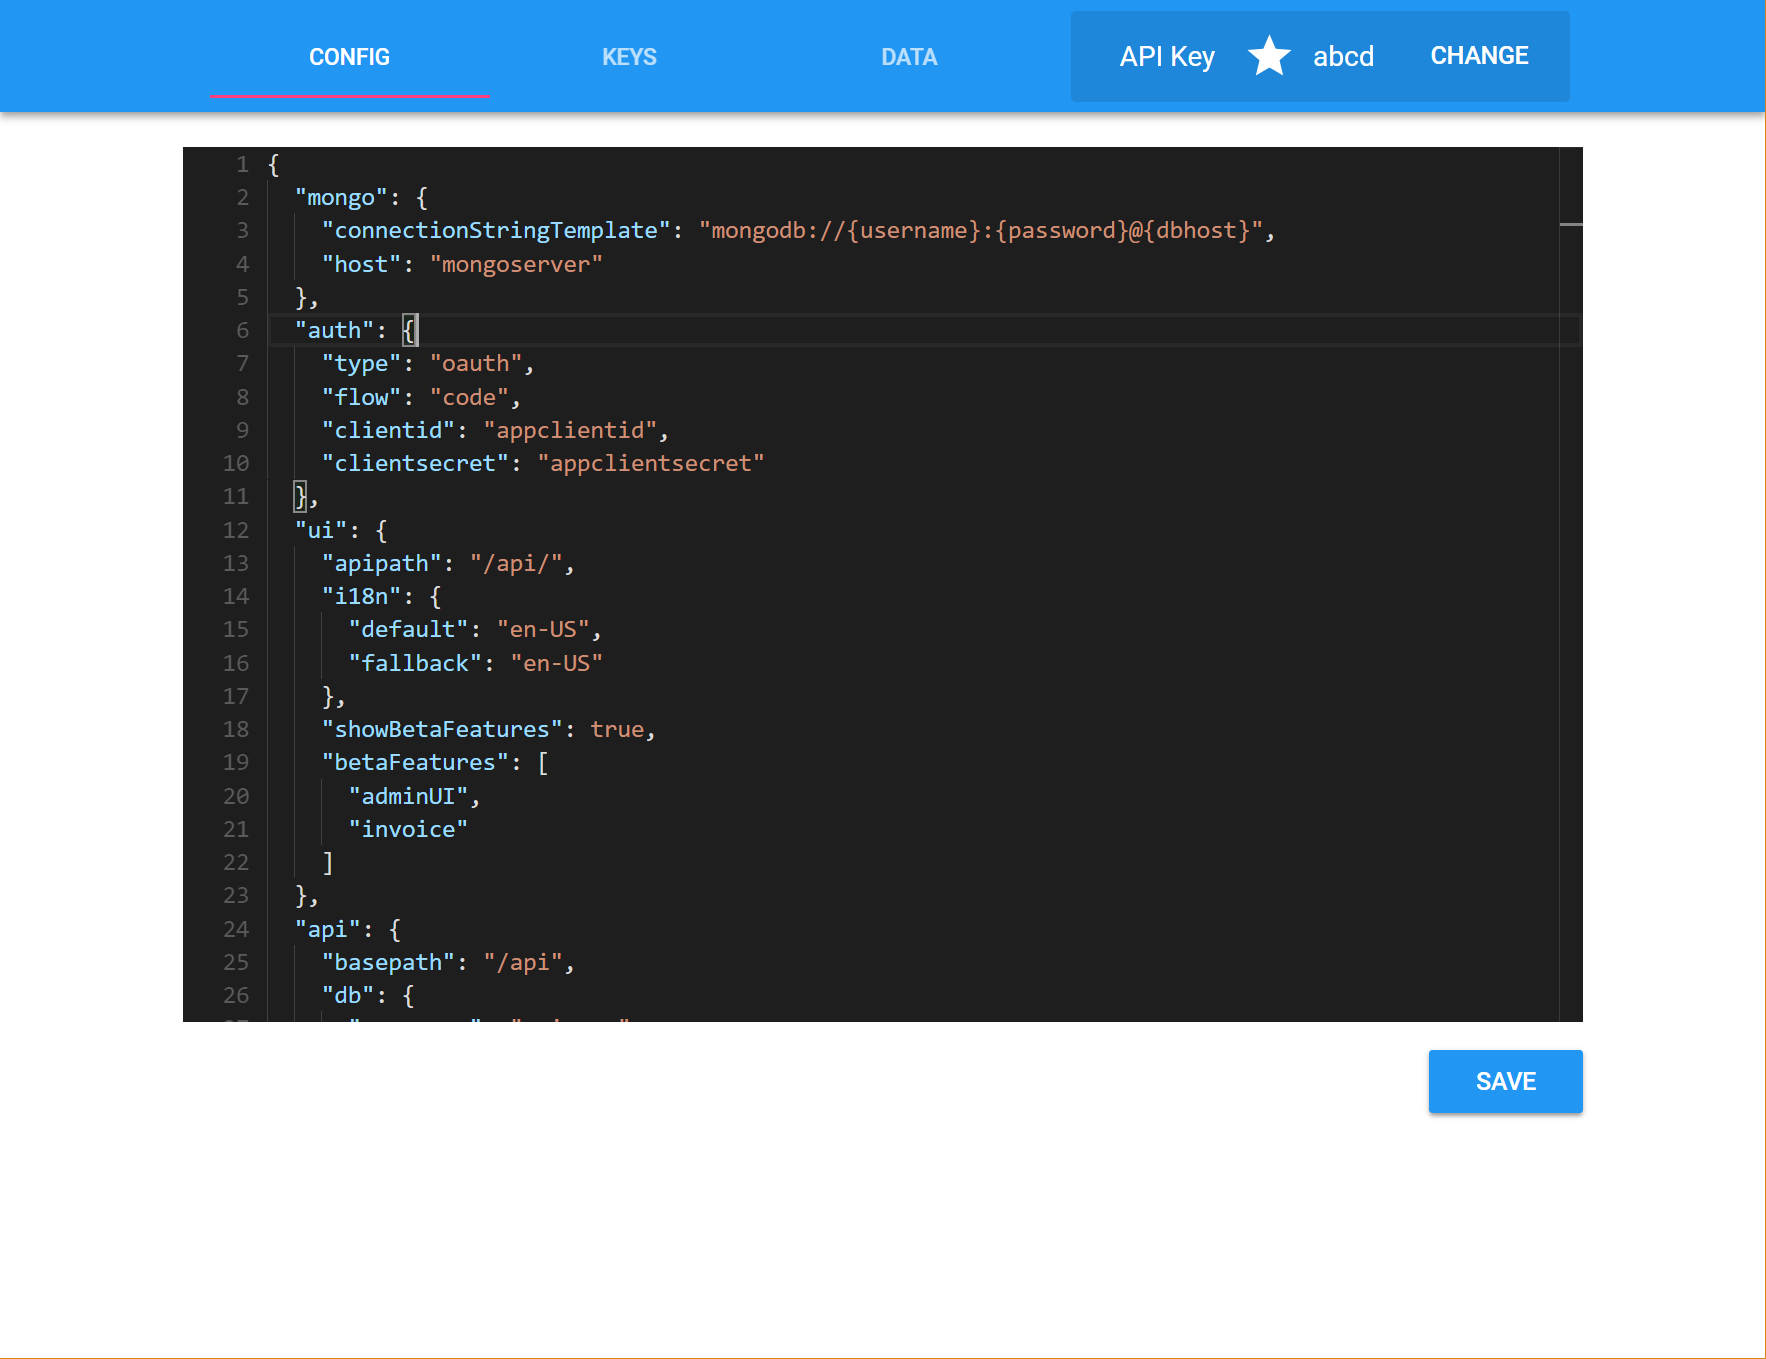 CONFIG KEYS DATA API Key abcd CHANGE
1 {
2 "mongo": {
3 "connectionStringTemplate": "mongodb://{username}:{password}@{dbhost}",
4 "host": "mongoserver"
5 },
6 "auth": {
7 "type": "oauth",
8 "flow": "code",
9 "clientid": "appclientid",
10 "clientsecret": "appclientsecret"
11 },
12 "ui": {
13 "apipath": "/api/",
14 "i18n": {
15 "default": "en-US",
16 "fallback": "en-US"
17 },
18 "showBetaFeatures": true,
19 "betaFeatures": [
20 "adminUI",
21 "invoice"
22 ]
23 },
24 "api": {
25 "basepath": "/api",
26 "db": {
SAVE